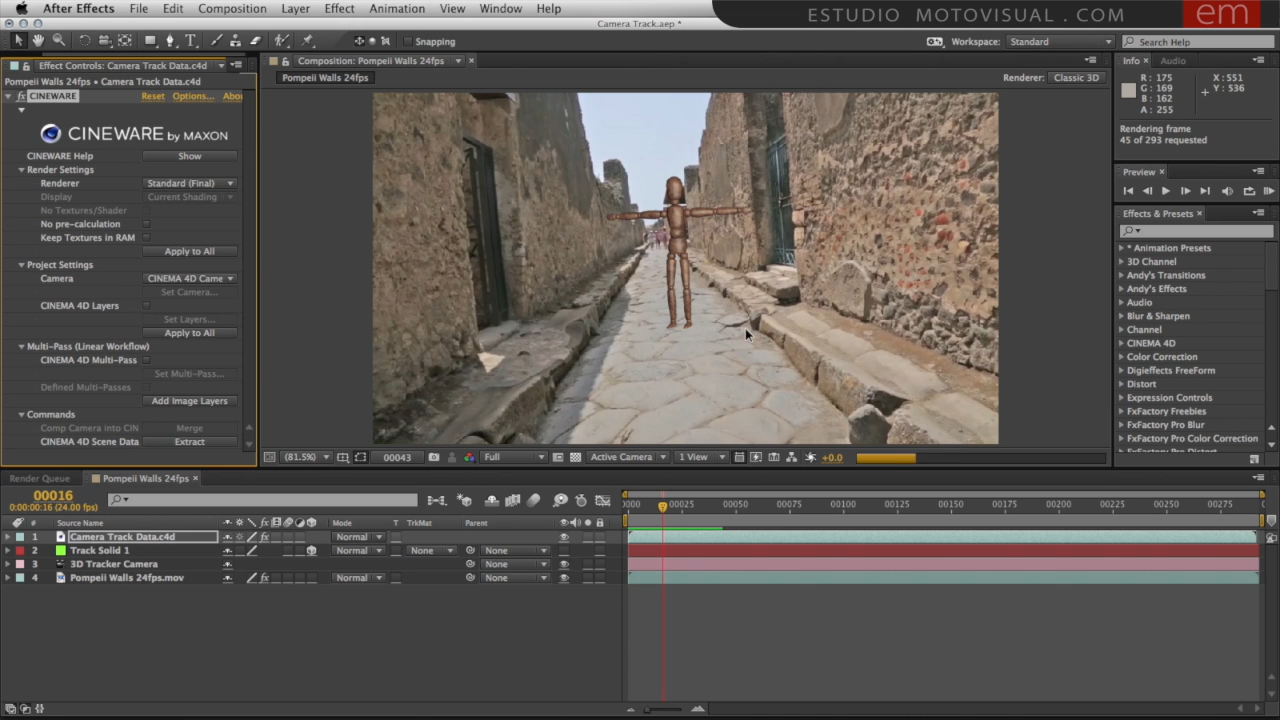 After Effects File Edit Composition Layer Effect Animation View Window Help
Camera Track.aep *
ESTUDIO MOTOVISUAL . COM em
Snapping
Workspace: Standard Search Help
Effect Controls: Camera Track Data.c4d
Pompeii Walls 24fps • Camera Track Data.c4d
fx CINEWARE Reset Options... Abou
CINEWARE by MAXON
CINEWARE Help Show
Render Settings
Renderer Standard (Final)
Display Current Shading
No Textures/Shader
No pre-calculation
Keep Textures in RAM
Apply to All
Project Settings
Camera CINEMA 4D Came
Set Camera...
CINEMA 4D Layers
Set Layers...
Apply to All
Multi-Pass (Linear Workflow)
CINEMA 4D Multi-Pass
Set Multi-Pass...
Defined Multi-Passes
Add Image Layers
Commands
Comp Camera into CIN Merge
CINEMA 4D Scene Data Extract
Composition: Pompeii Walls 24fps
Pompeii Walls 24fps
Renderer: Classic 3D
(81.5%) 00043 Full Active Camera 1 View +0.0
Info Audio
R: 175 X: 551
G: 169 Y: 536
B: 162
A: 255
Rendering frame
45 of 293 requested
Preview
Effects & Presets
* Animation Presets
3D Channel
Andy's Transitions
Andy's Effects
Audio
Blur & Sharpen
Channel
CINEMA 4D
Color Correction
Digieffects FreeForm
Distort
Expression Controls
FxFactory Freebies
FxFactory Pro Blur
FxFactory Pro Color Correction
FxFactory Pro Distort
Render Queue Pompeii Walls 24fps
00016
0:00:00:16 (24.00 fps)
0000 00025 00050 00075 00100 00125 00150 00175 00200 00225 00250 00275
# Source Name Mode T TrkMat Parent
1 Camera Track Data.c4d Normal
2 Track Solid 1 Normal None None
3 3D Tracker Camera None
4 Pompeii Walls 24fps.mov Normal None